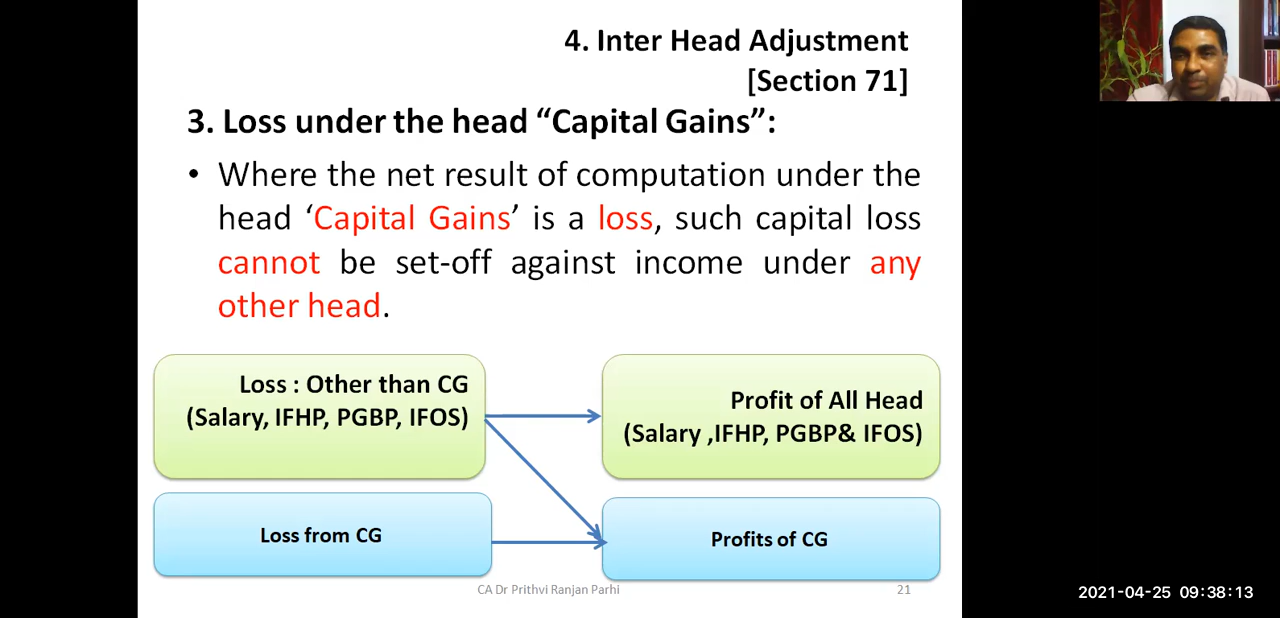 4. Inter Head Adjustment
[Section 71]
3. Loss under the head “Capital Gains”:
• Where the net result of computation under the
head ‘Capital Gains’ is a loss, such capital loss
cannot be set-off against income under any
other head.
Loss : Other than CG
(Salary, IFHP, PGBP, IFOS)
Profit of All Head
(Salary ,IFHP, PGBP& IFOS)
Loss from CG
Profits of CG
CA Dr Prithvi Ranjan Parhi
21
2021-04-25 09:38:13